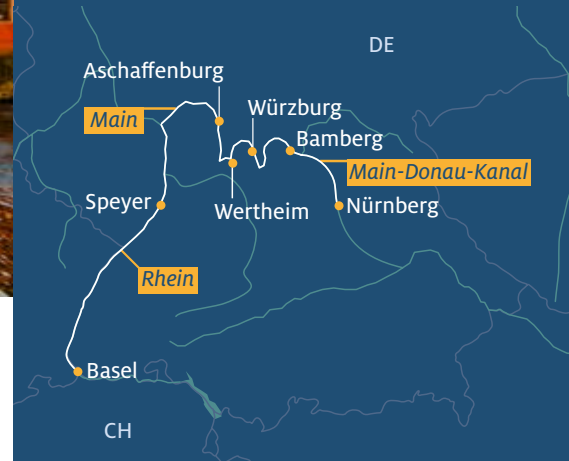 DE
Aschaffenburg
Main
Würzburg
Bamberg
Main-Donau-Kanal
Speyer
Wertheim
Nürnberg
Rhein
Basel
CH